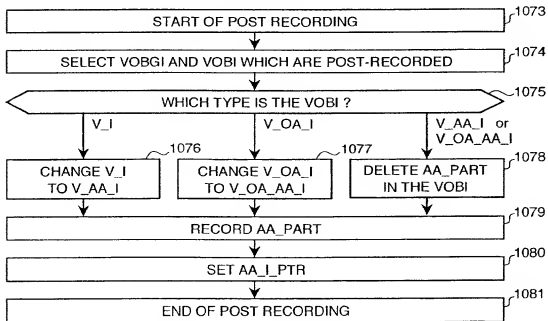 START OF POST RECORDING
1073
SELECT VOBGI AND VOBI WHICH ARE POST-RECORDED
1074
WHICH TYPE IS THE VOBI ?
1075
V_I
V_OA_I
V_AA_I or
V_OA_AA_I
1076
CHANGE V_I
TO V_AA_I
1077
CHANGE V_OA_I
TO V_OA_AA_I
1078
DELETE AA_PART
IN THE VOBI
RECORD AA_PART
1079
SET AA_I_PTR
1080
END OF POST RECORDING
1081